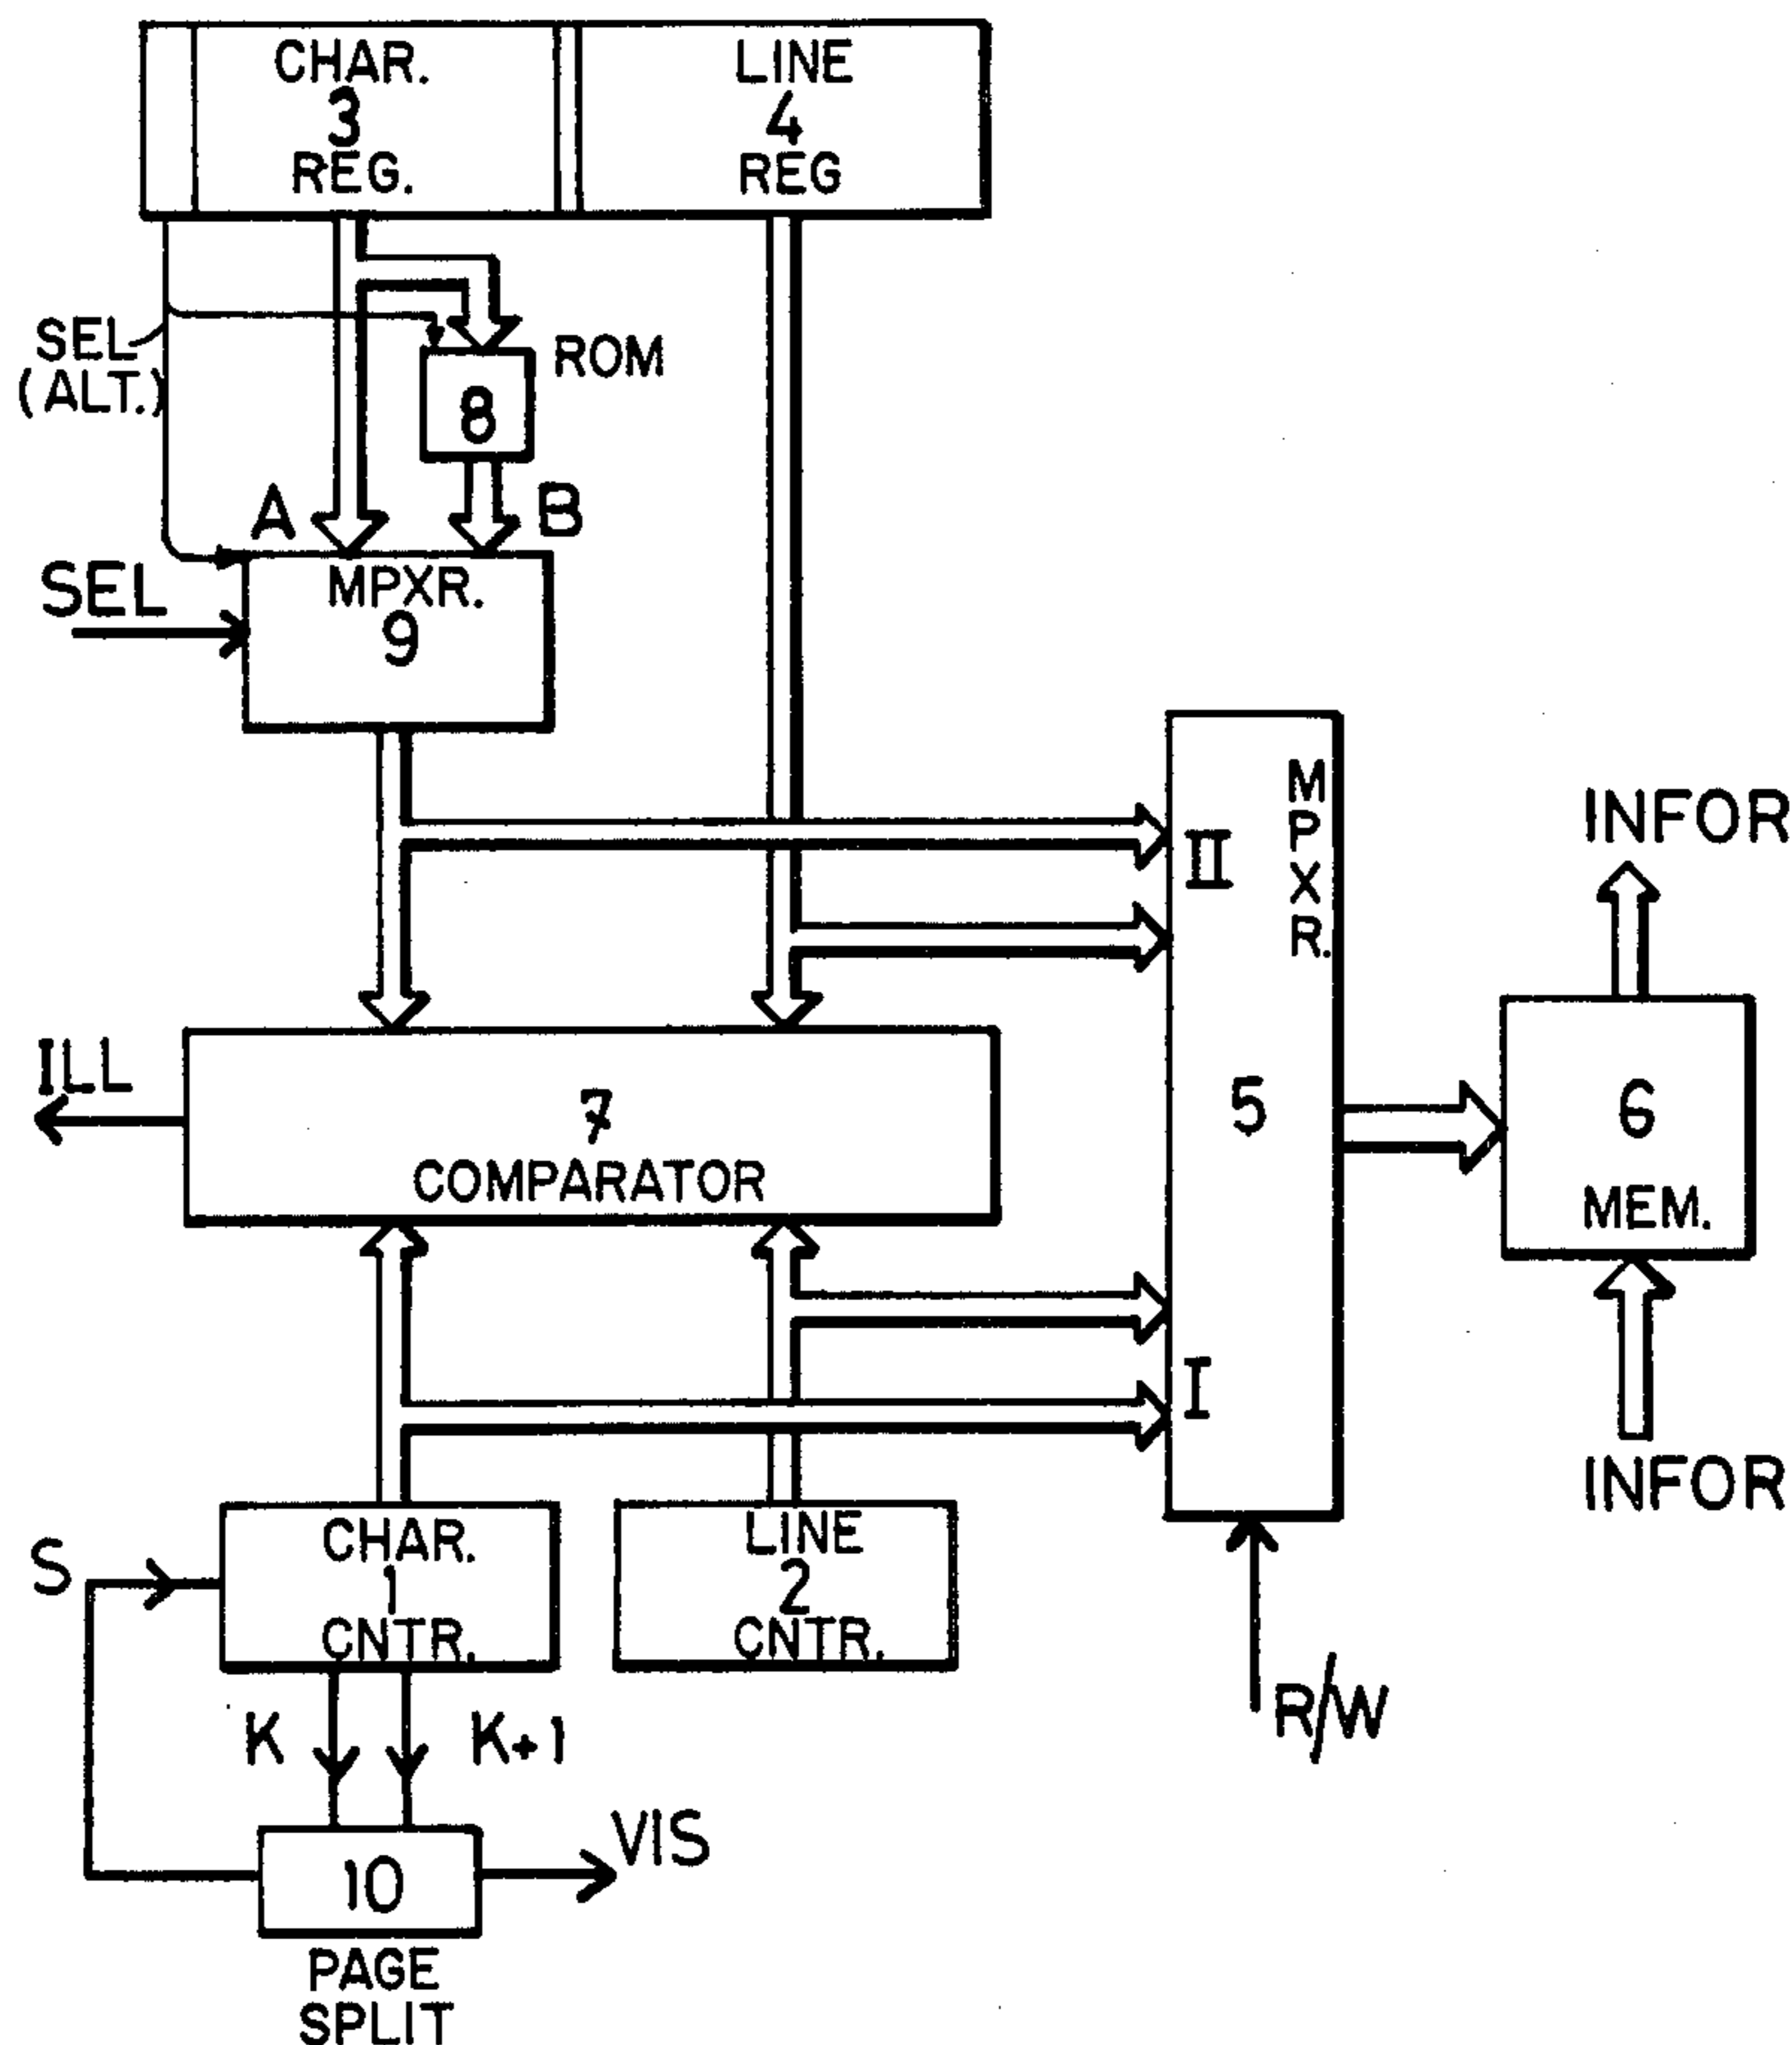 CHAR.
3
REG.
LINE
4
REG
SEL
(ALT.)
ROM
8
A
B
SEL
MPXR.
9
MPXR.
II
INFOR
ILL
7
COMPARATOR
5
6
MEM.
I
INFOR
S
CHAR.
1
CNTR.
LINE
2
CNTR.
K
K+1
R/W
10
VIS
PAGE
SPLIT